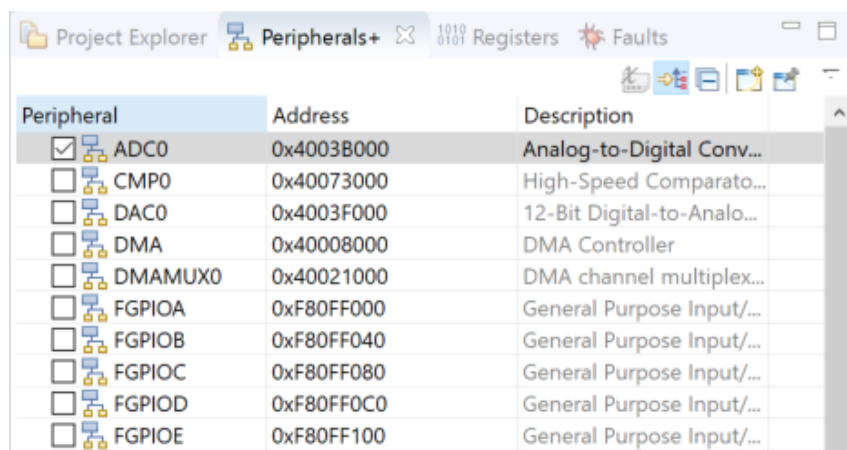 Project Explorer Peripherals+ 1010 0101 Registers Faults
Peripheral Address Description
ADC0 0x4003B000 Analog-to-Digital Conv...
CMP0 0x40073000 High-Speed Comparato...
DAC0 0x4003F000 12-Bit Digital-to-Analo...
DMA 0x40008000 DMA Controller
DMAMUX0 0x40021000 DMA channel multiplex...
FGPIOA 0xF80FF000 General Purpose Input/...
FGPIOB 0xF80FF040 General Purpose Input/...
FGPIOC 0xF80FF080 General Purpose Input/...
FGPIOD 0xF80FF0C0 General Purpose Input/...
FGPIOE 0xF80FF100 General Purpose Input/...